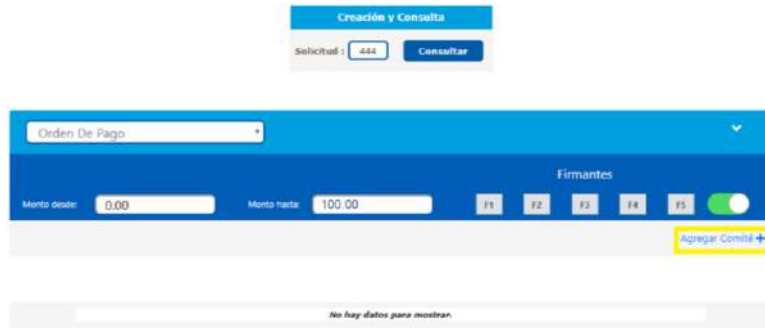 Creación y Consulta
Solicitud : 444 Consultar
Orden De Pago
Firmantes
Monto desde: 0.00 Monto hasta: 100.00 F1 F2 F3 F4 F5
Agregar Comité +
No hay datos para mostrar.